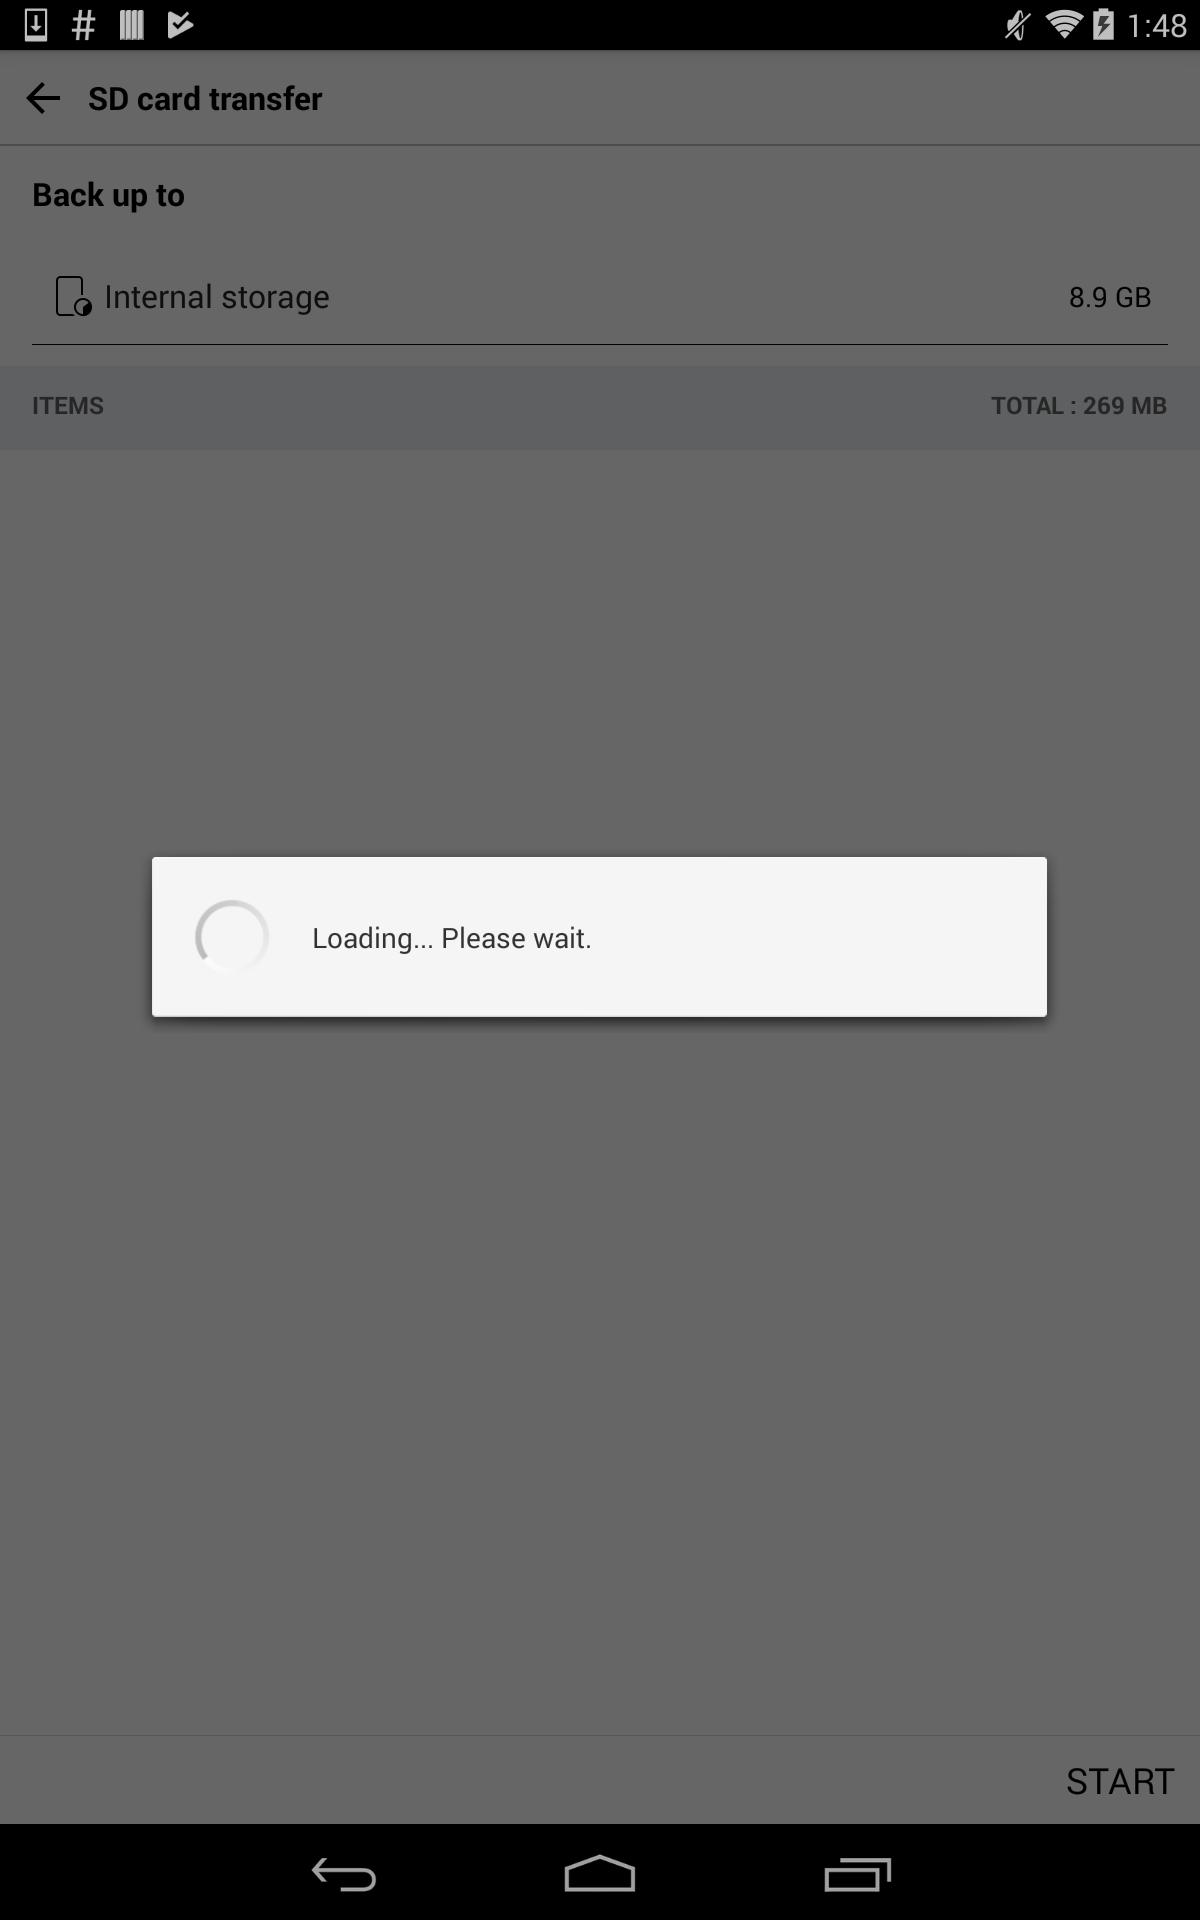 1:48
SD card transfer
Back up to
Internal storage 8.9 GB
ITEMS TOTAL : 269 MB
Loading... Please wait.
START